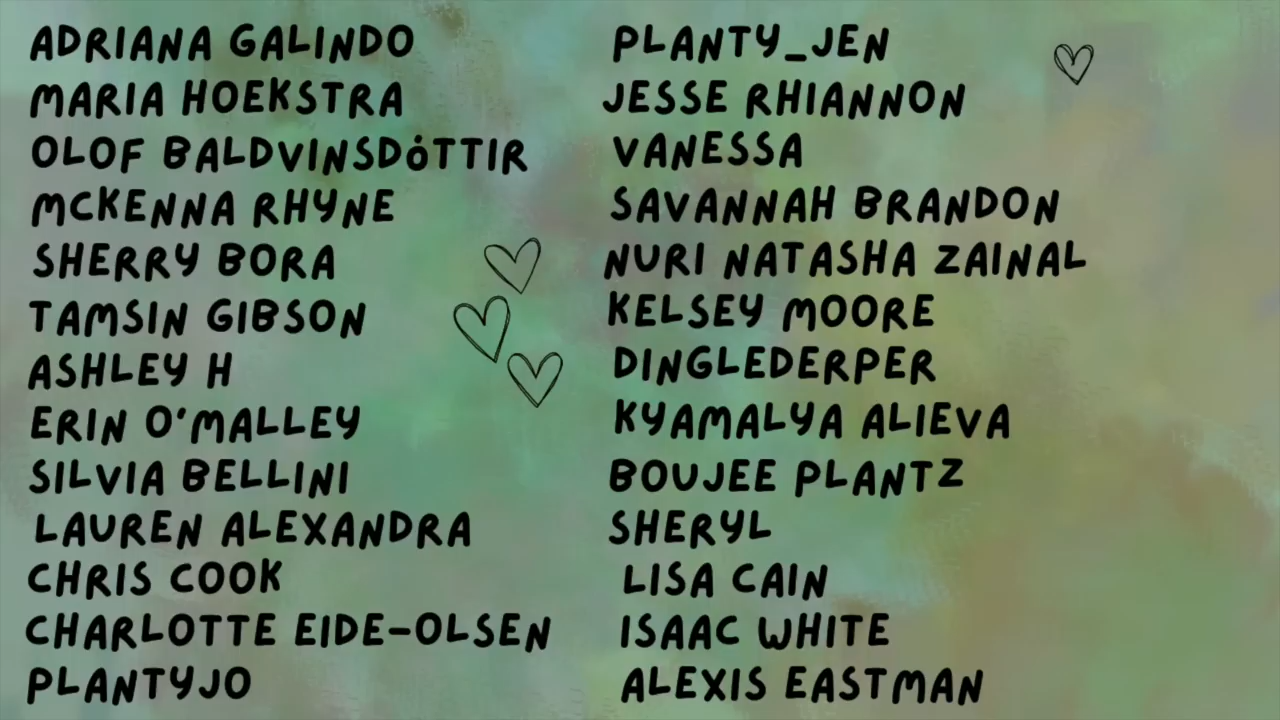 ADRIANA GALINDO
MARIA HOEKSTRA
OLOF BALDVINSDÓTTIR
MCKENNA RHYNE
SHERRY BORA
TAMSIN GIBSON
ASHLEY H
ERIN O'MALLEY
SILVIA BELLINI
LAUREN ALEXANDRA
CHRIS COOK
CHARLOTTE EIDE-OLSEN
PLANTYJO
PLANTY_JEN
JESSE RHIANNON
VANESSA
SAVANNAH BRANDON
NURI NATASHA ZAINAL
KELSEY MOORE
DINGLEDERPER
KYAMALYA ALIEVA
BOUJEE PLANTZ
SHERYL
LISA CAIN
ISAAC WHITE
ALEXIS EASTMAN